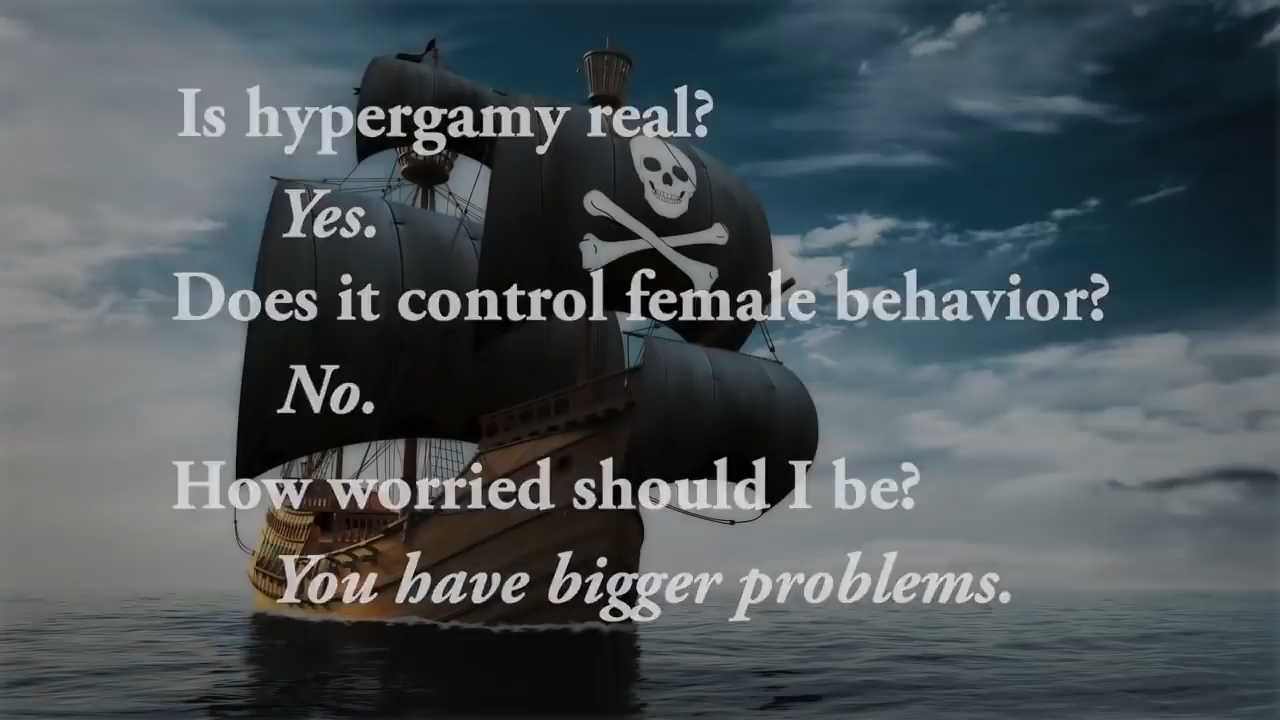 Is hypergamy real?
Yes.
Does it control female behavior?
No.
How worried should I be?
You have bigger problems.